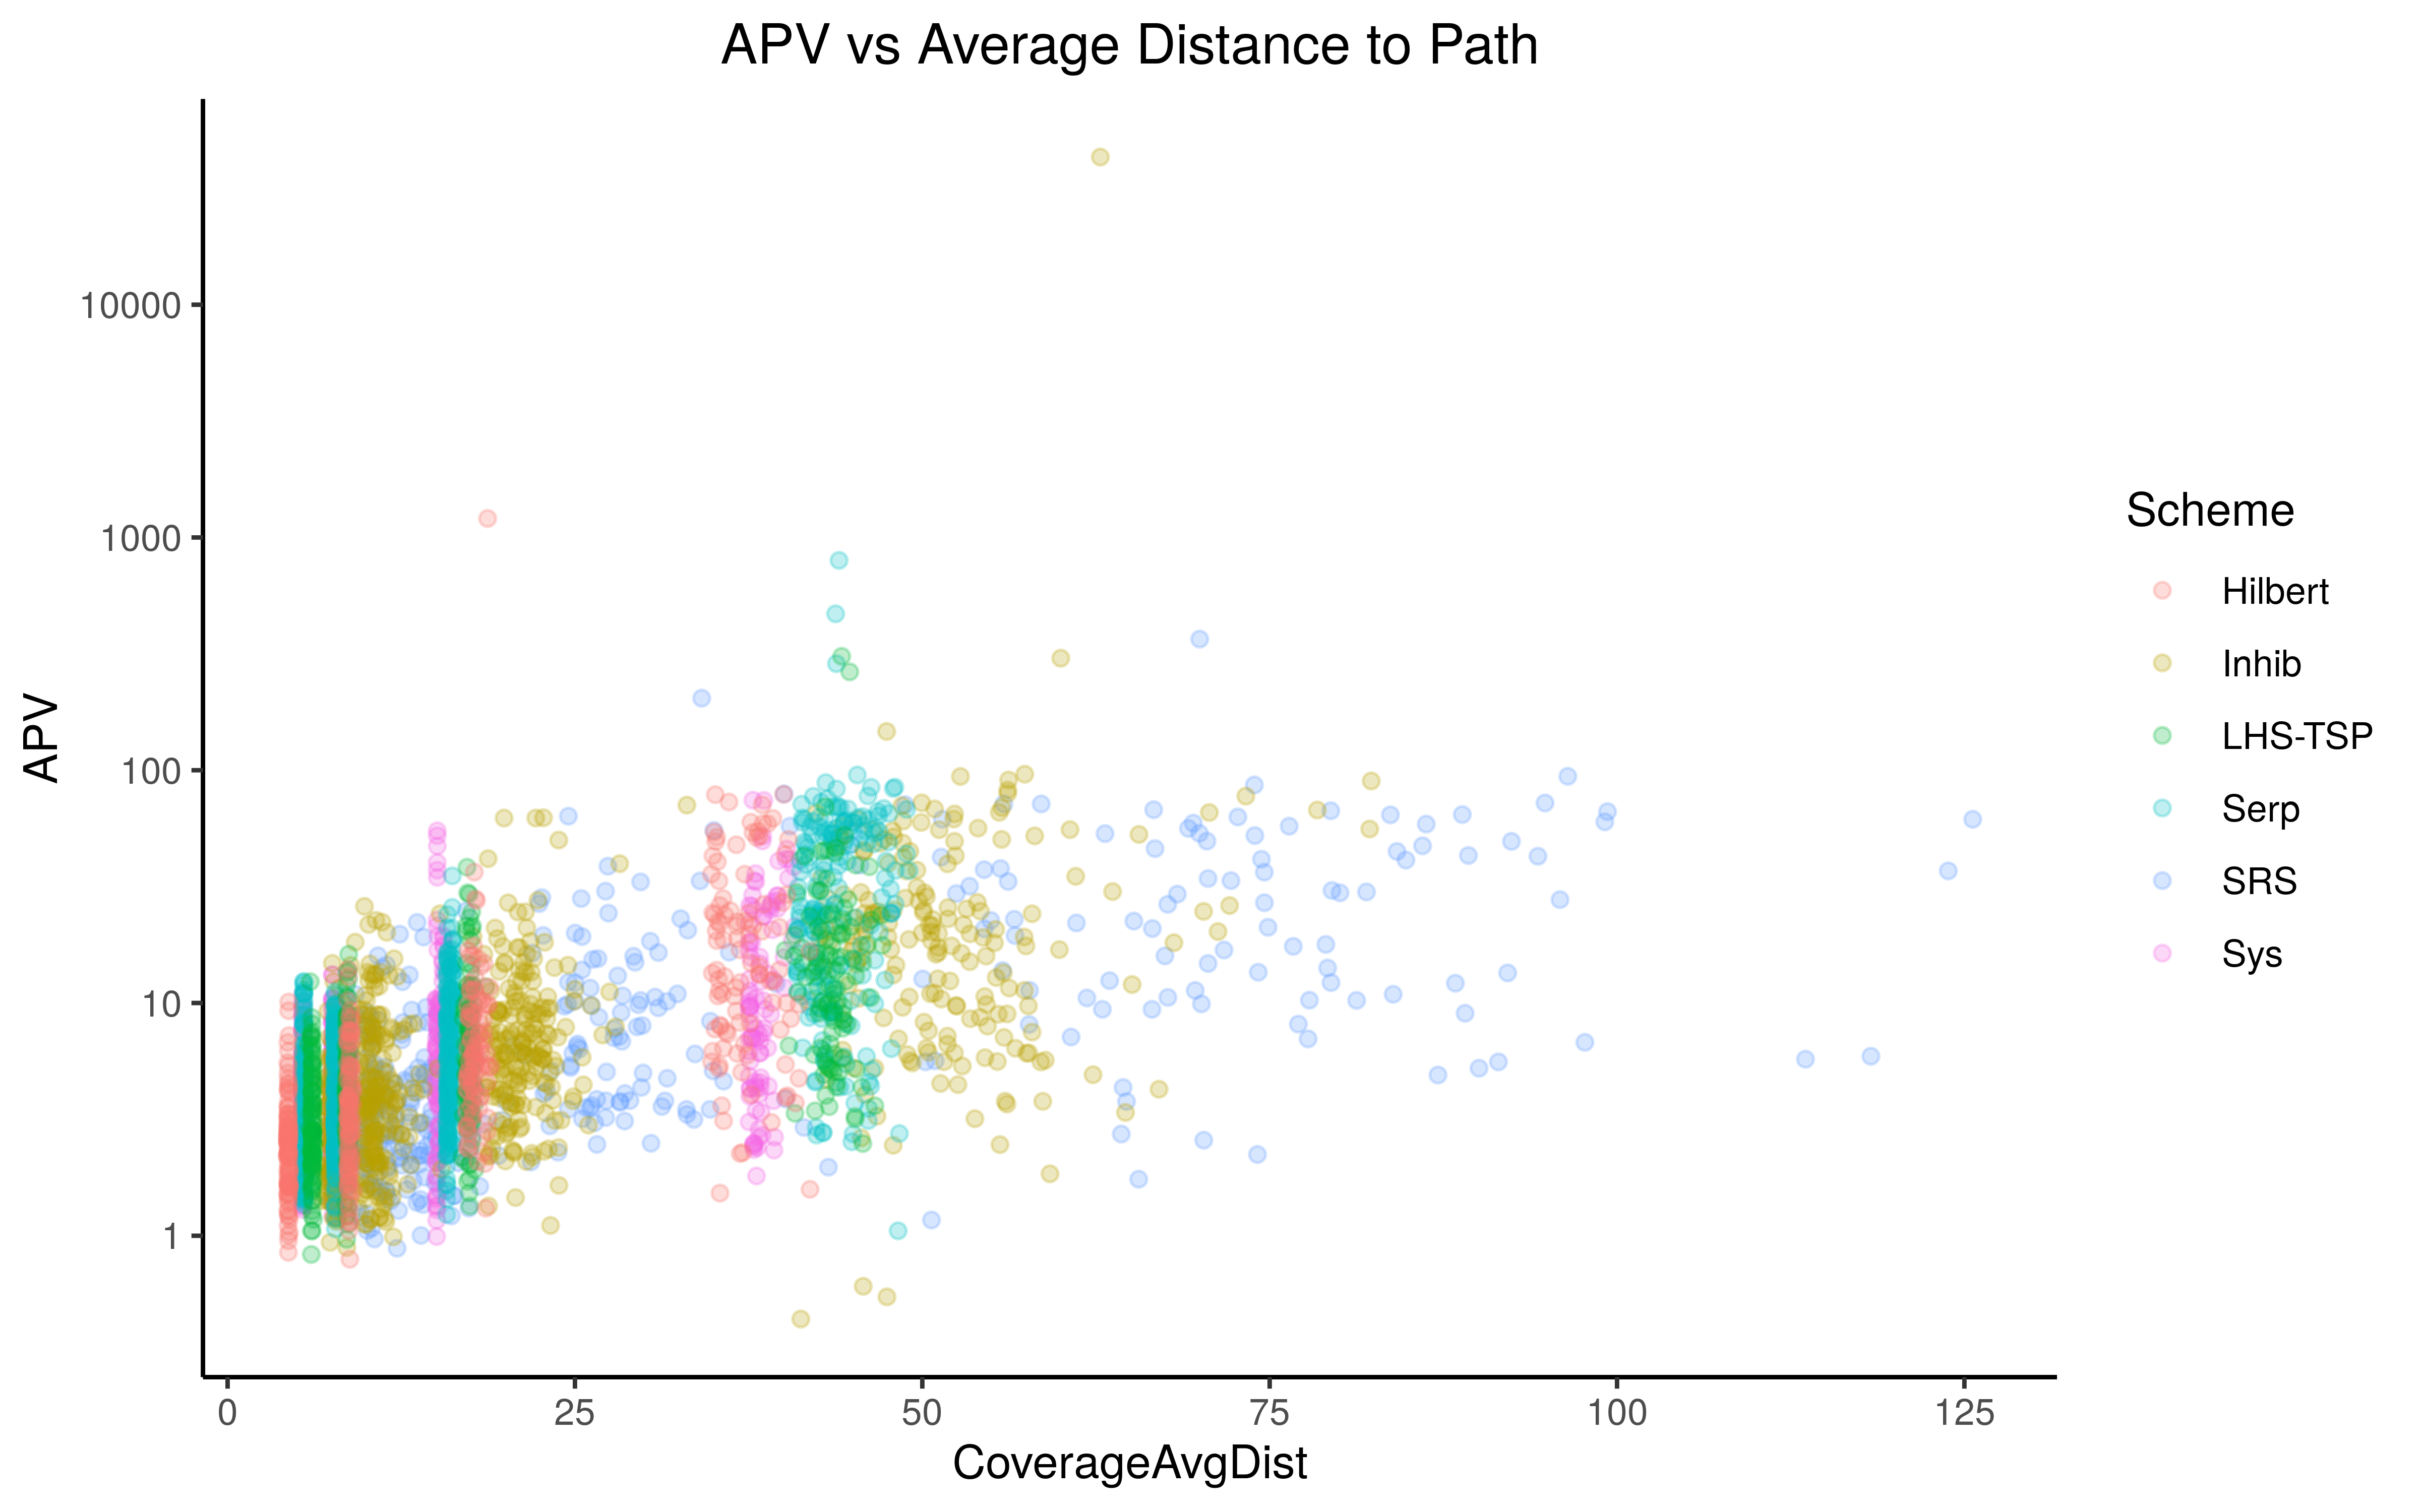 APV vs Average Distance to Path
APV
10000
1000
100
10
1
0 25 50 75 100 125
CoverageAvgDist
Scheme
Hilbert
Inhib
LHS-TSP
Serp
SRS
Sys